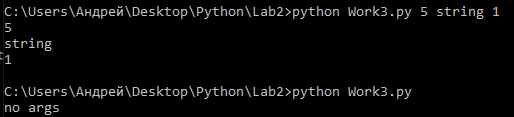 C:\Users\Андрей\Desktop\Python\Lab2>python Work3.py 5 string 1
5
string
1
C:\Users\Андрей\Desktop\Python\Lab2>python Work3.py
no args